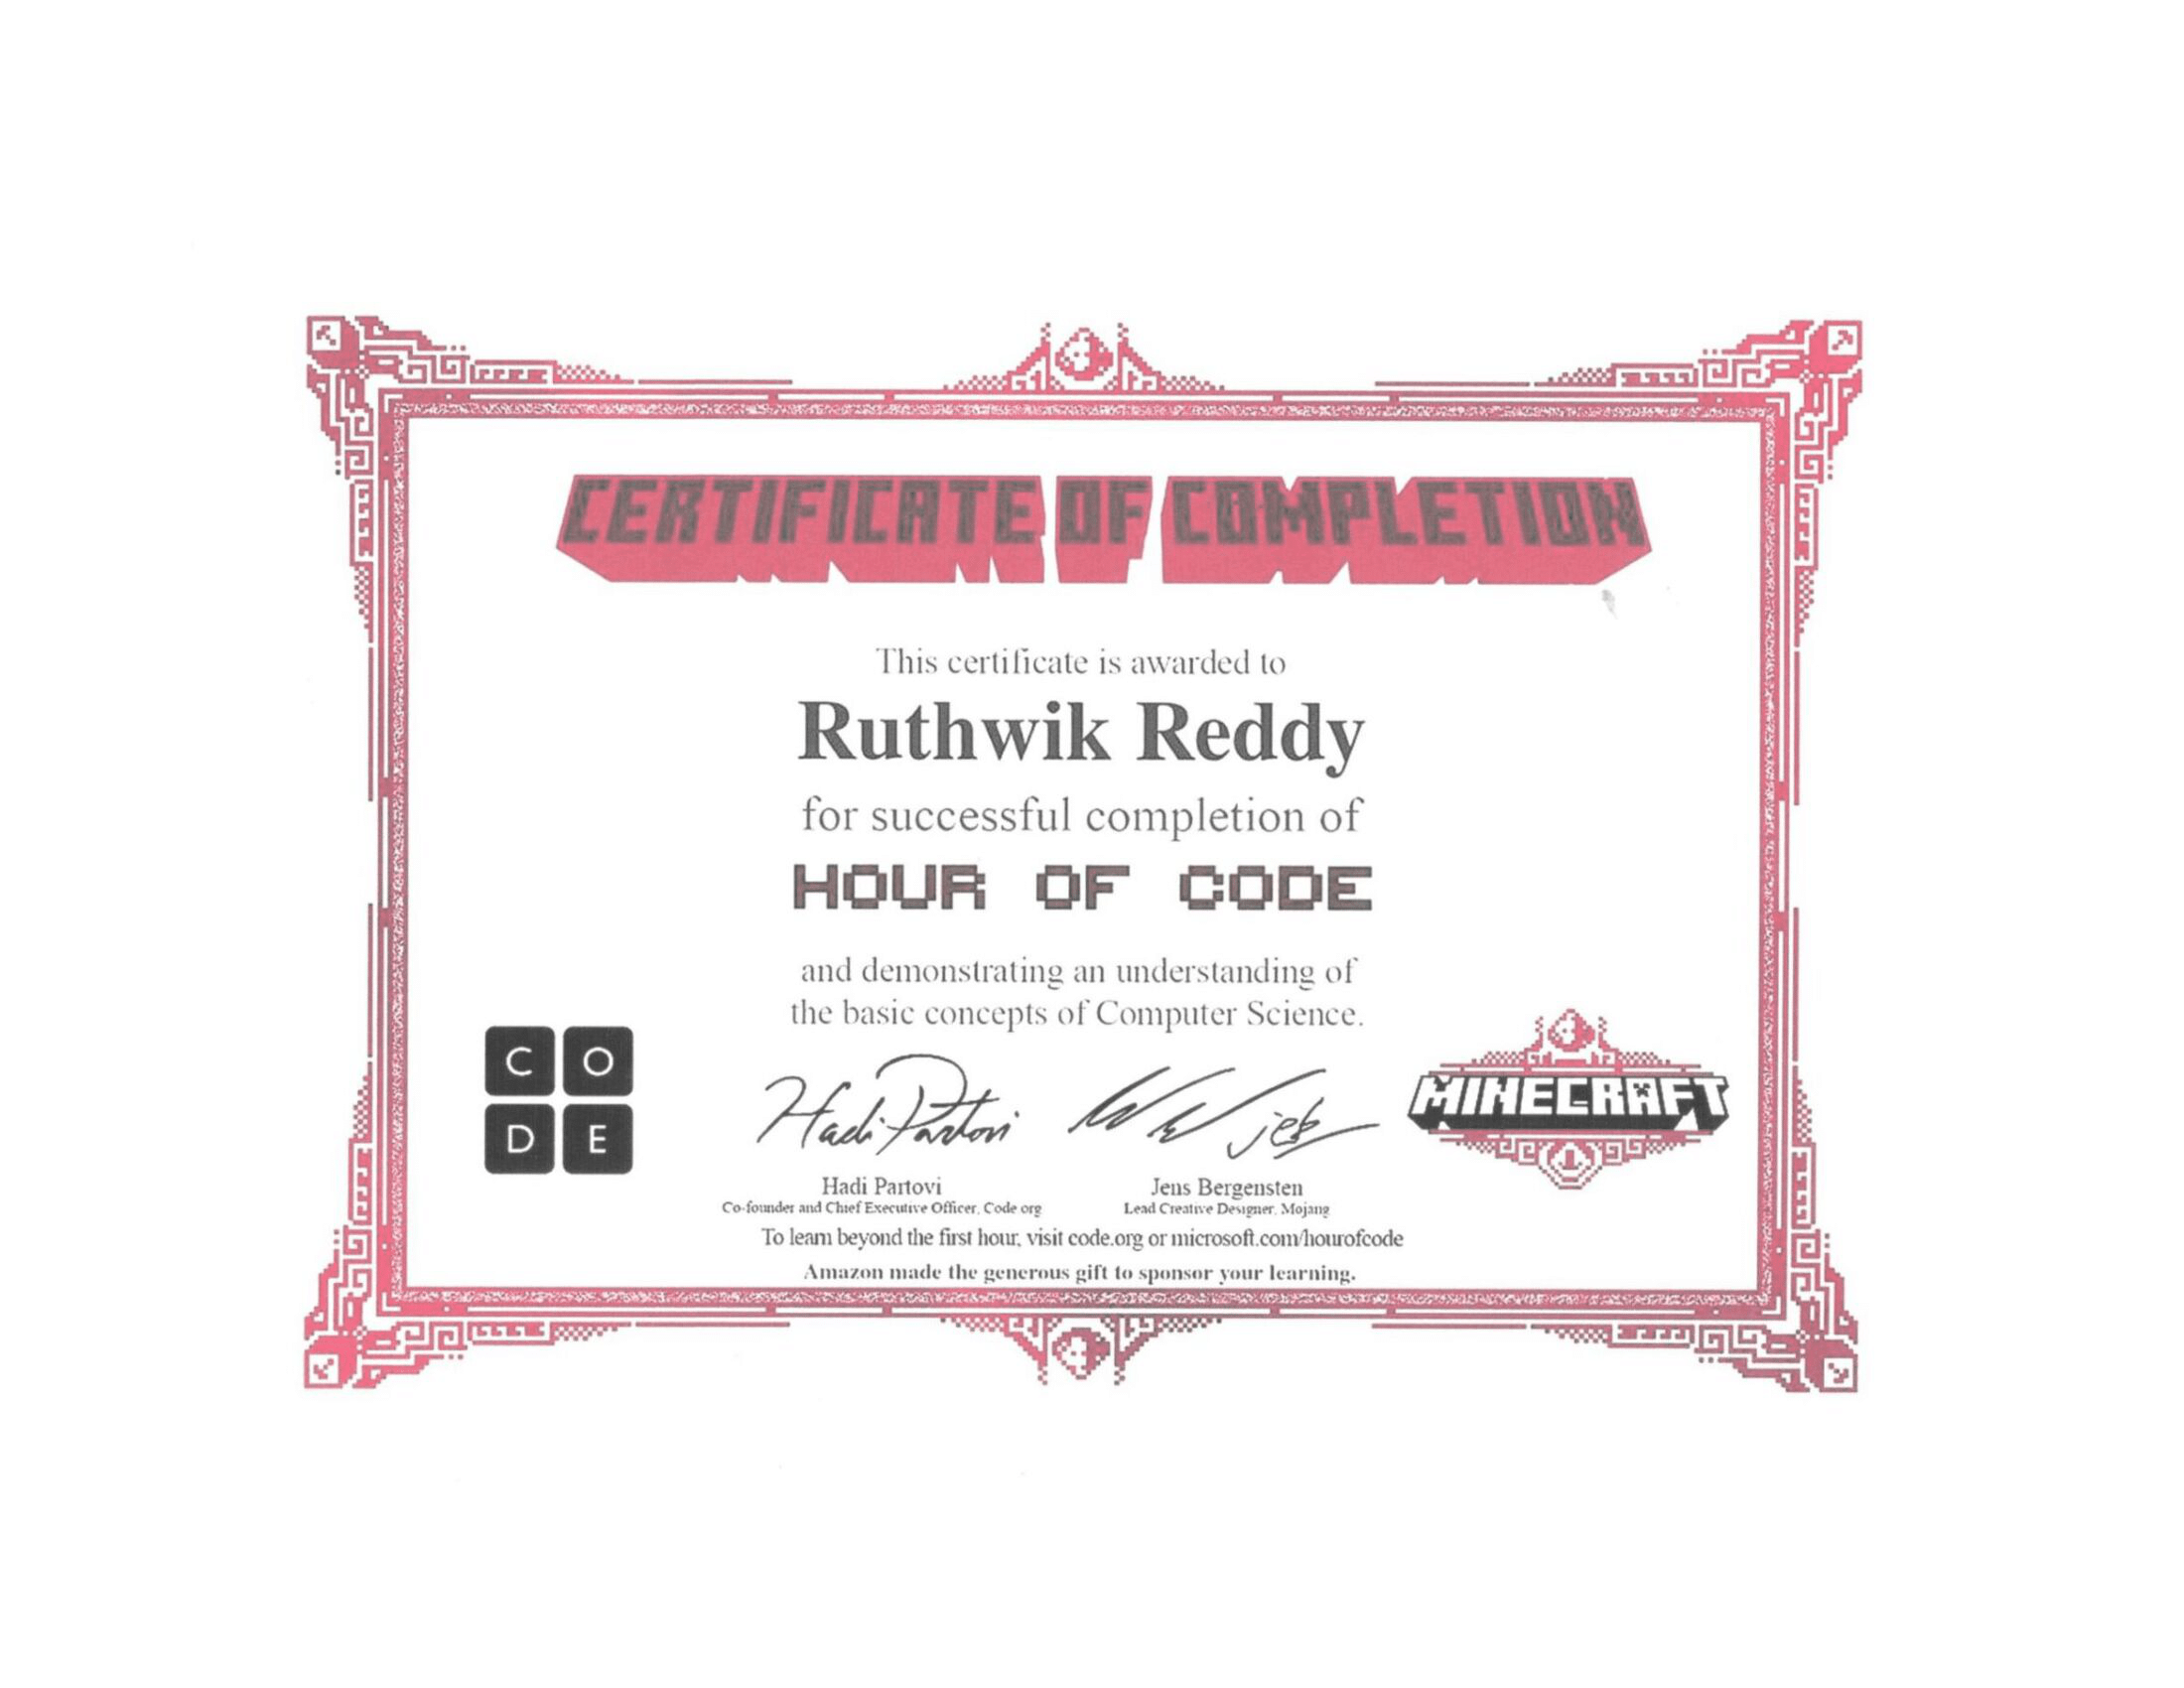 CERTIFICATE OF COMPLETION
This certificate is awarded to
Ruthwik Reddy
for successful completion of
HOUR OF CODE
and demonstrating an understanding of
the basic concepts of Computer Science.
C O
D E
Hadi Partovi jeb
MINECRAFT
Hadi Partovi Jens Bergensten
Co-founder and Chief Executive Officer, Code org Lead Creative Designer, Mojang
To learn beyond the first hour, visit code.org or microsoft.com/hourofcode
Amazon made the generous gift to sponsor your learning.